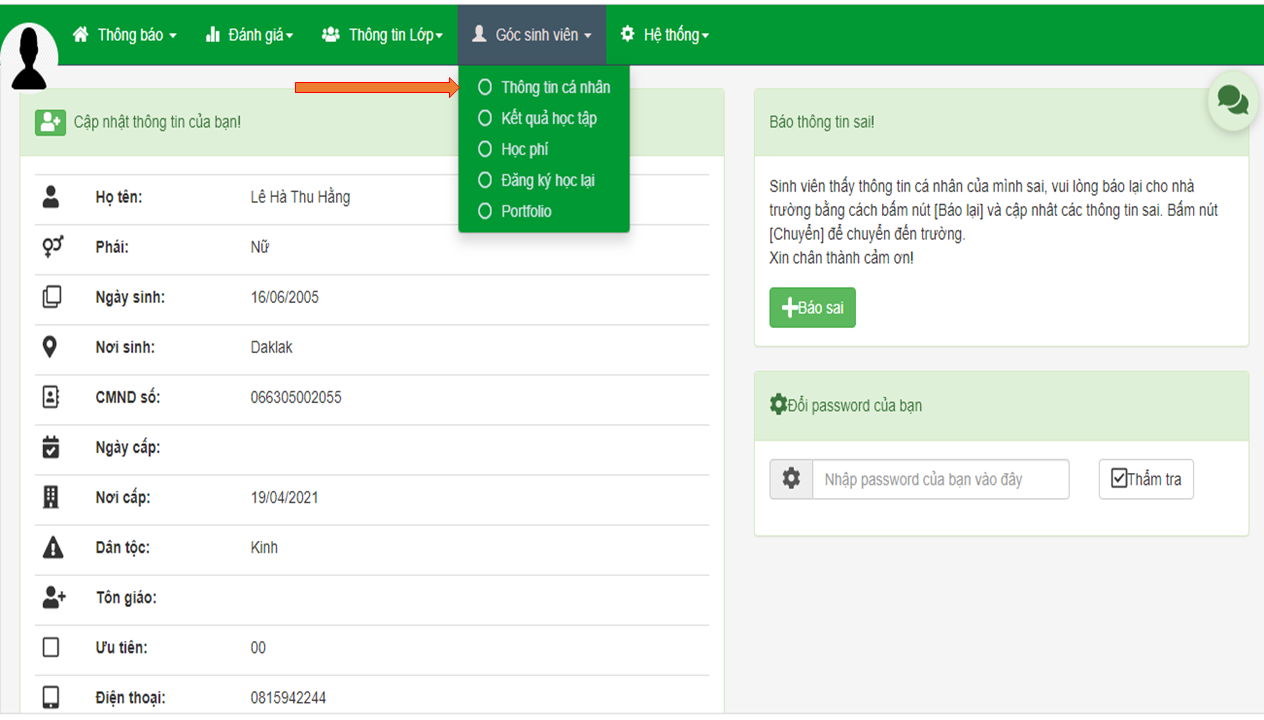 Thông báo
Đánh giá
Thông tin Lớp
Góc sinh viên
Hệ thống
Thông tin cá nhân
Kết quả học tập
Học phí
Đăng ký học lại
Portfolio
Cập nhật thông tin của bạn!
Họ tên: Lê Hà Thu Hằng
Phái: Nữ
Ngày sinh: 16/06/2005
Nơi sinh: Daklak
CMND số: 066305002055
Ngày cấp:
Nơi cấp: 19/04/2021
Dân tộc: Kinh
Tôn giáo:
Ưu tiên: 00
Điện thoại: 0815942244
Báo thông tin sai!
Sinh viên thấy thông tin cá nhân của mình sai, vui lòng báo lại cho nhà
trường bằng cách bấm nút [Báo lại] và cập nhât các thông tin sai. Bấm nút
[Chuyển] để chuyển đến trường.
Xin chân thành cảm ơn!
Báo sai
Đổi password của bạn
Nhập password của bạn vào đây
Thẩm tra